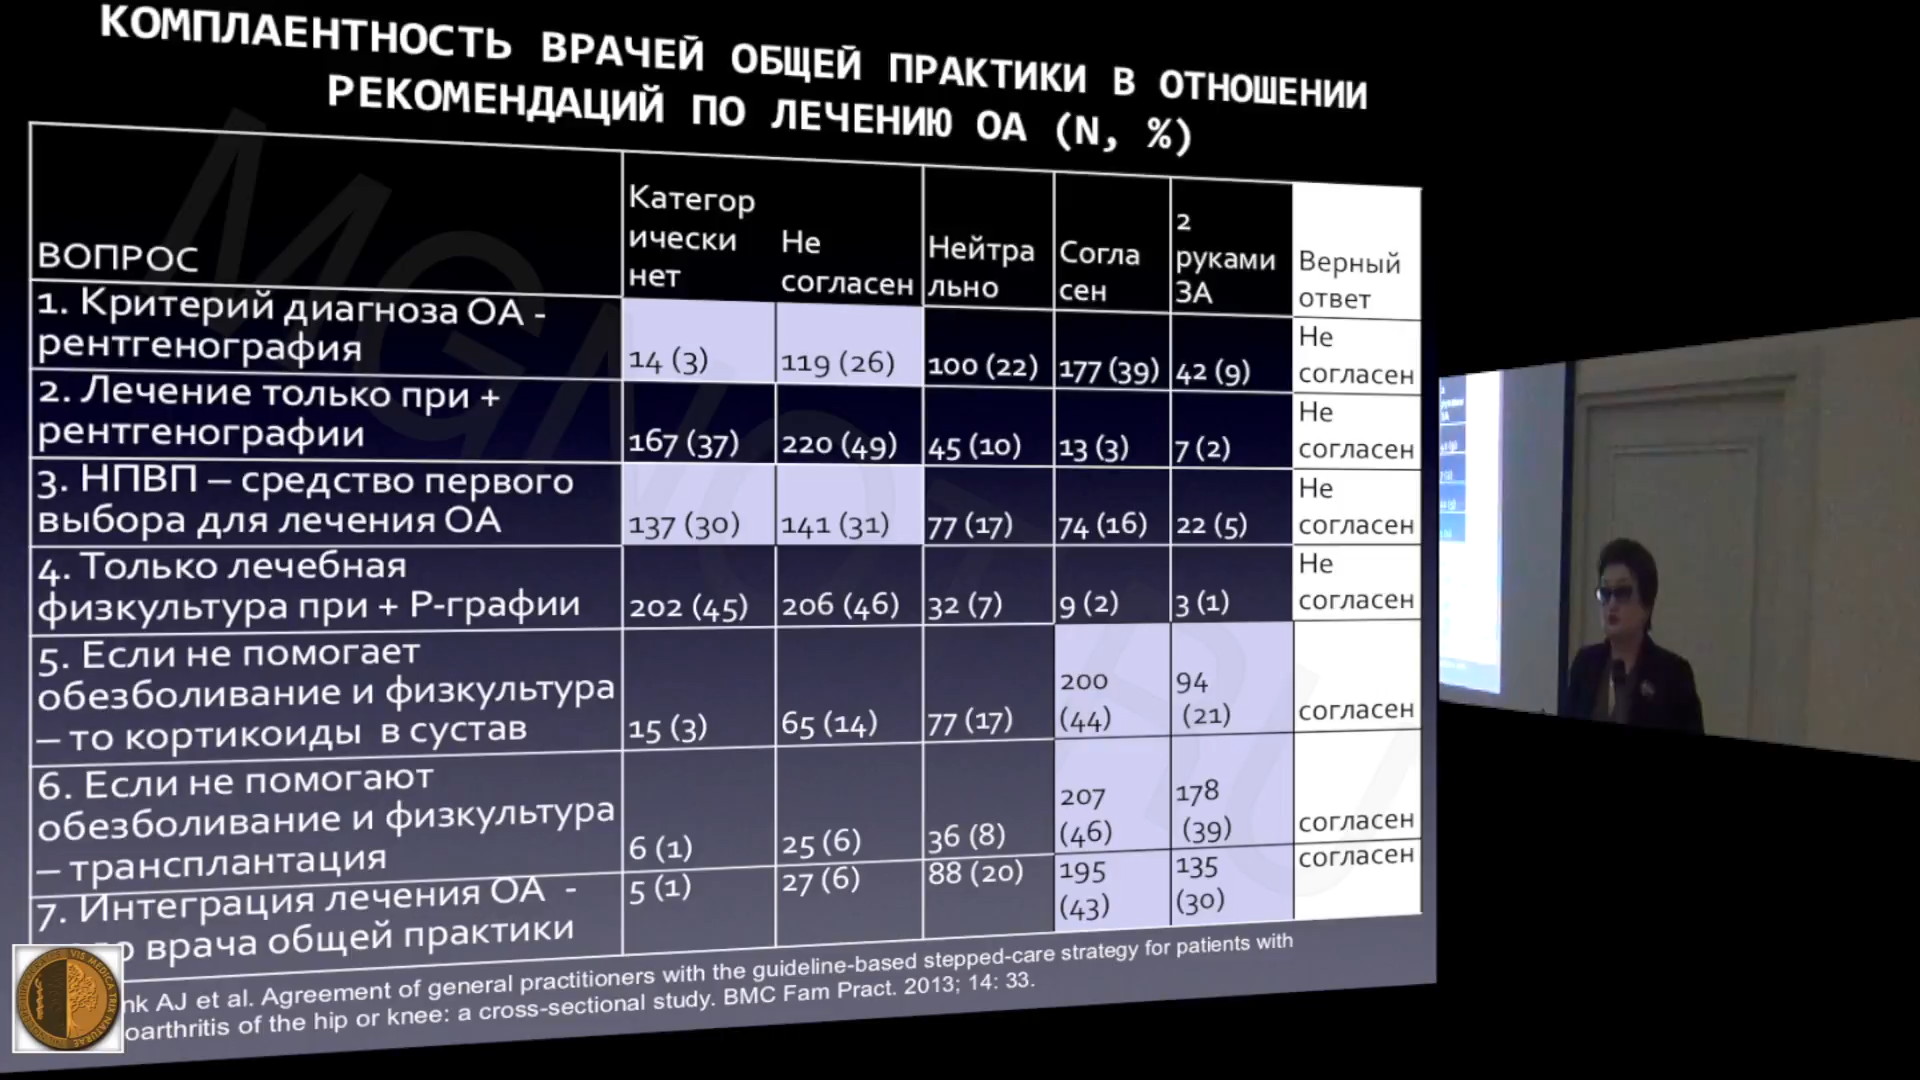 КОМПЛАЕНТНОСТЬ ВРАЧЕЙ ОБЩЕЙ ПРАКТИКИ В ОТНОШЕНИИ
РЕКОМЕНДАЦИЙ ПО ЛЕЧЕНИЮ ОА (N, %)
ВОПРОС
Категор
ически
нет
Не
согласен
Нейтра
льно
Согла
сен
2
руками
ЗА
Верный
ответ
1. Критерий диагноза ОА -
рентгенография
14 (3)
119 (26)
100 (22)
177 (39)
42 (9)
Не
согласен
2. Лечение только при +
рентгенографии
167 (37)
220 (49)
45 (10)
13 (3)
7 (2)
Не
согласен
3. НПВП – средство первого
выбора для лечения ОА
137 (30)
141 (31)
77 (17)
74 (16)
22 (5)
Не
согласен
4. Только лечебная
физкультура при + Р-графии
202 (45)
206 (46)
32 (7)
9 (2)
3 (1)
Не
согласен
5. Если не помогает
обезболивание и физкультура
– то кортикоиды в сустав
15 (3)
65 (14)
77 (17)
200
(44)
94
(21)
согласен
6. Если не помогают
обезболивание и физкультура
– трансплантация
6 (1)
25 (6)
36 (8)
207
(46)
178
(39)
согласен
7. Интеграция лечения ОА -
врача общей практики
5 (1)
27 (6)
88 (20)
195
(43)
135
(30)
согласен
AJ et al. Agreement of general practitioners with the guideline-based stepped-care strategy for patients with
oarthritis of the hip or knee: a cross-sectional study. BMC Fam Pract. 2013; 14: 33.
MGNOT.RU